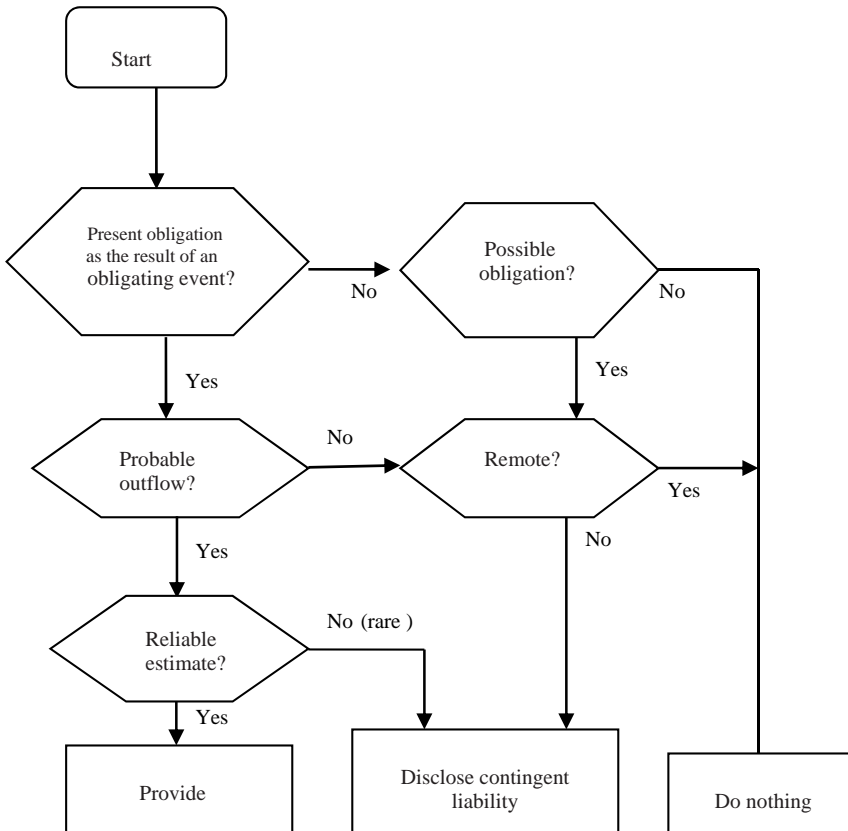 Start
Present obligation
as the result of an
obligating event?
No
Possible
obligation?
No
Yes
Yes
Probable
outflow?
No
Remote?
Yes
Yes
No
Reliable
estimate?
No (rare )
Yes
Provide
Disclose contingent
liability
Do nothing